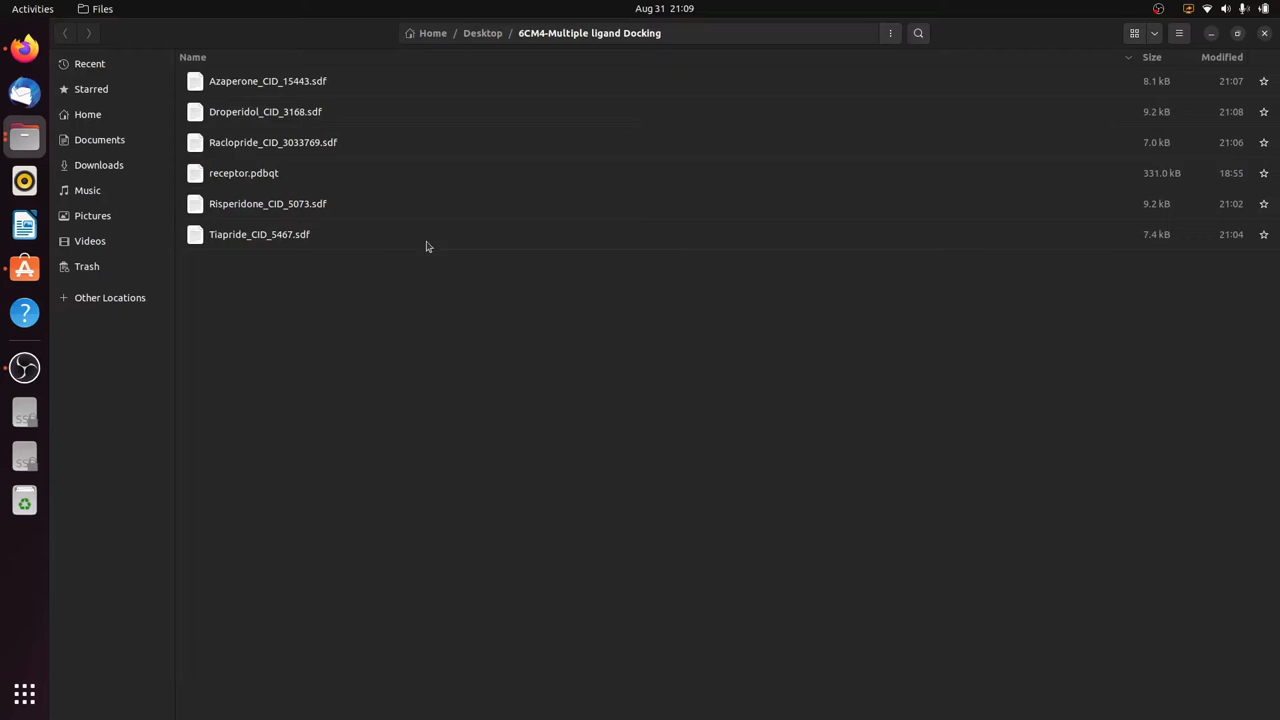 Activities Files Aug 31 21:09
Home / Desktop / 6CM4-Multiple ligand Docking
Recent
Starred
Home
Documents
Downloads
Music
Pictures
Videos
Trash
+ Other Locations
Name Size Modified
Azaperone_CID_15443.sdf 8.1 kB 21:07
Droperidol_CID_3168.sdf 9.2 kB 21:08
Raclopride_CID_3033769.sdf 7.0 kB 21:06
receptor.pdbqt 331.0 kB 18:55
Risperidone_CID_5073.sdf 9.2 kB 21:02
Tiapride_CID_5467.sdf 7.4 kB 21:04
?
SSD
SSD